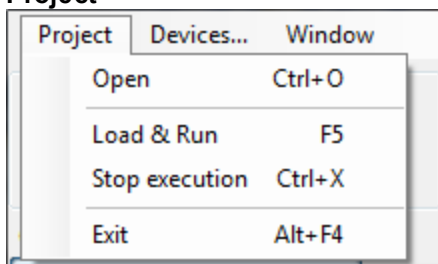 Project
Project Devices... Window
Open Ctrl+O
Load & Run F5
Stop execution Ctrl+X
Exit Alt+F4